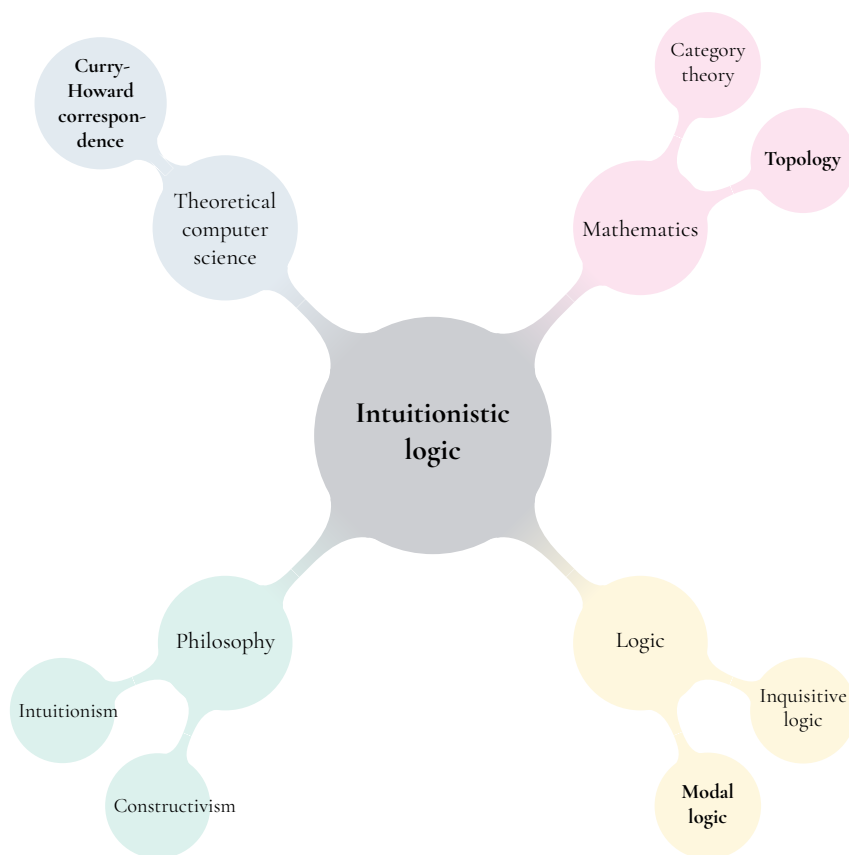 Curry-
Howard
correspon-
dence
Theoretical
computer
science
Category
theory
Topology
Mathematics
Intuitionistic
logic
Philosophy
Intuitionism
Constructivism
Logic
Inquisitive
logic
Modal
logic